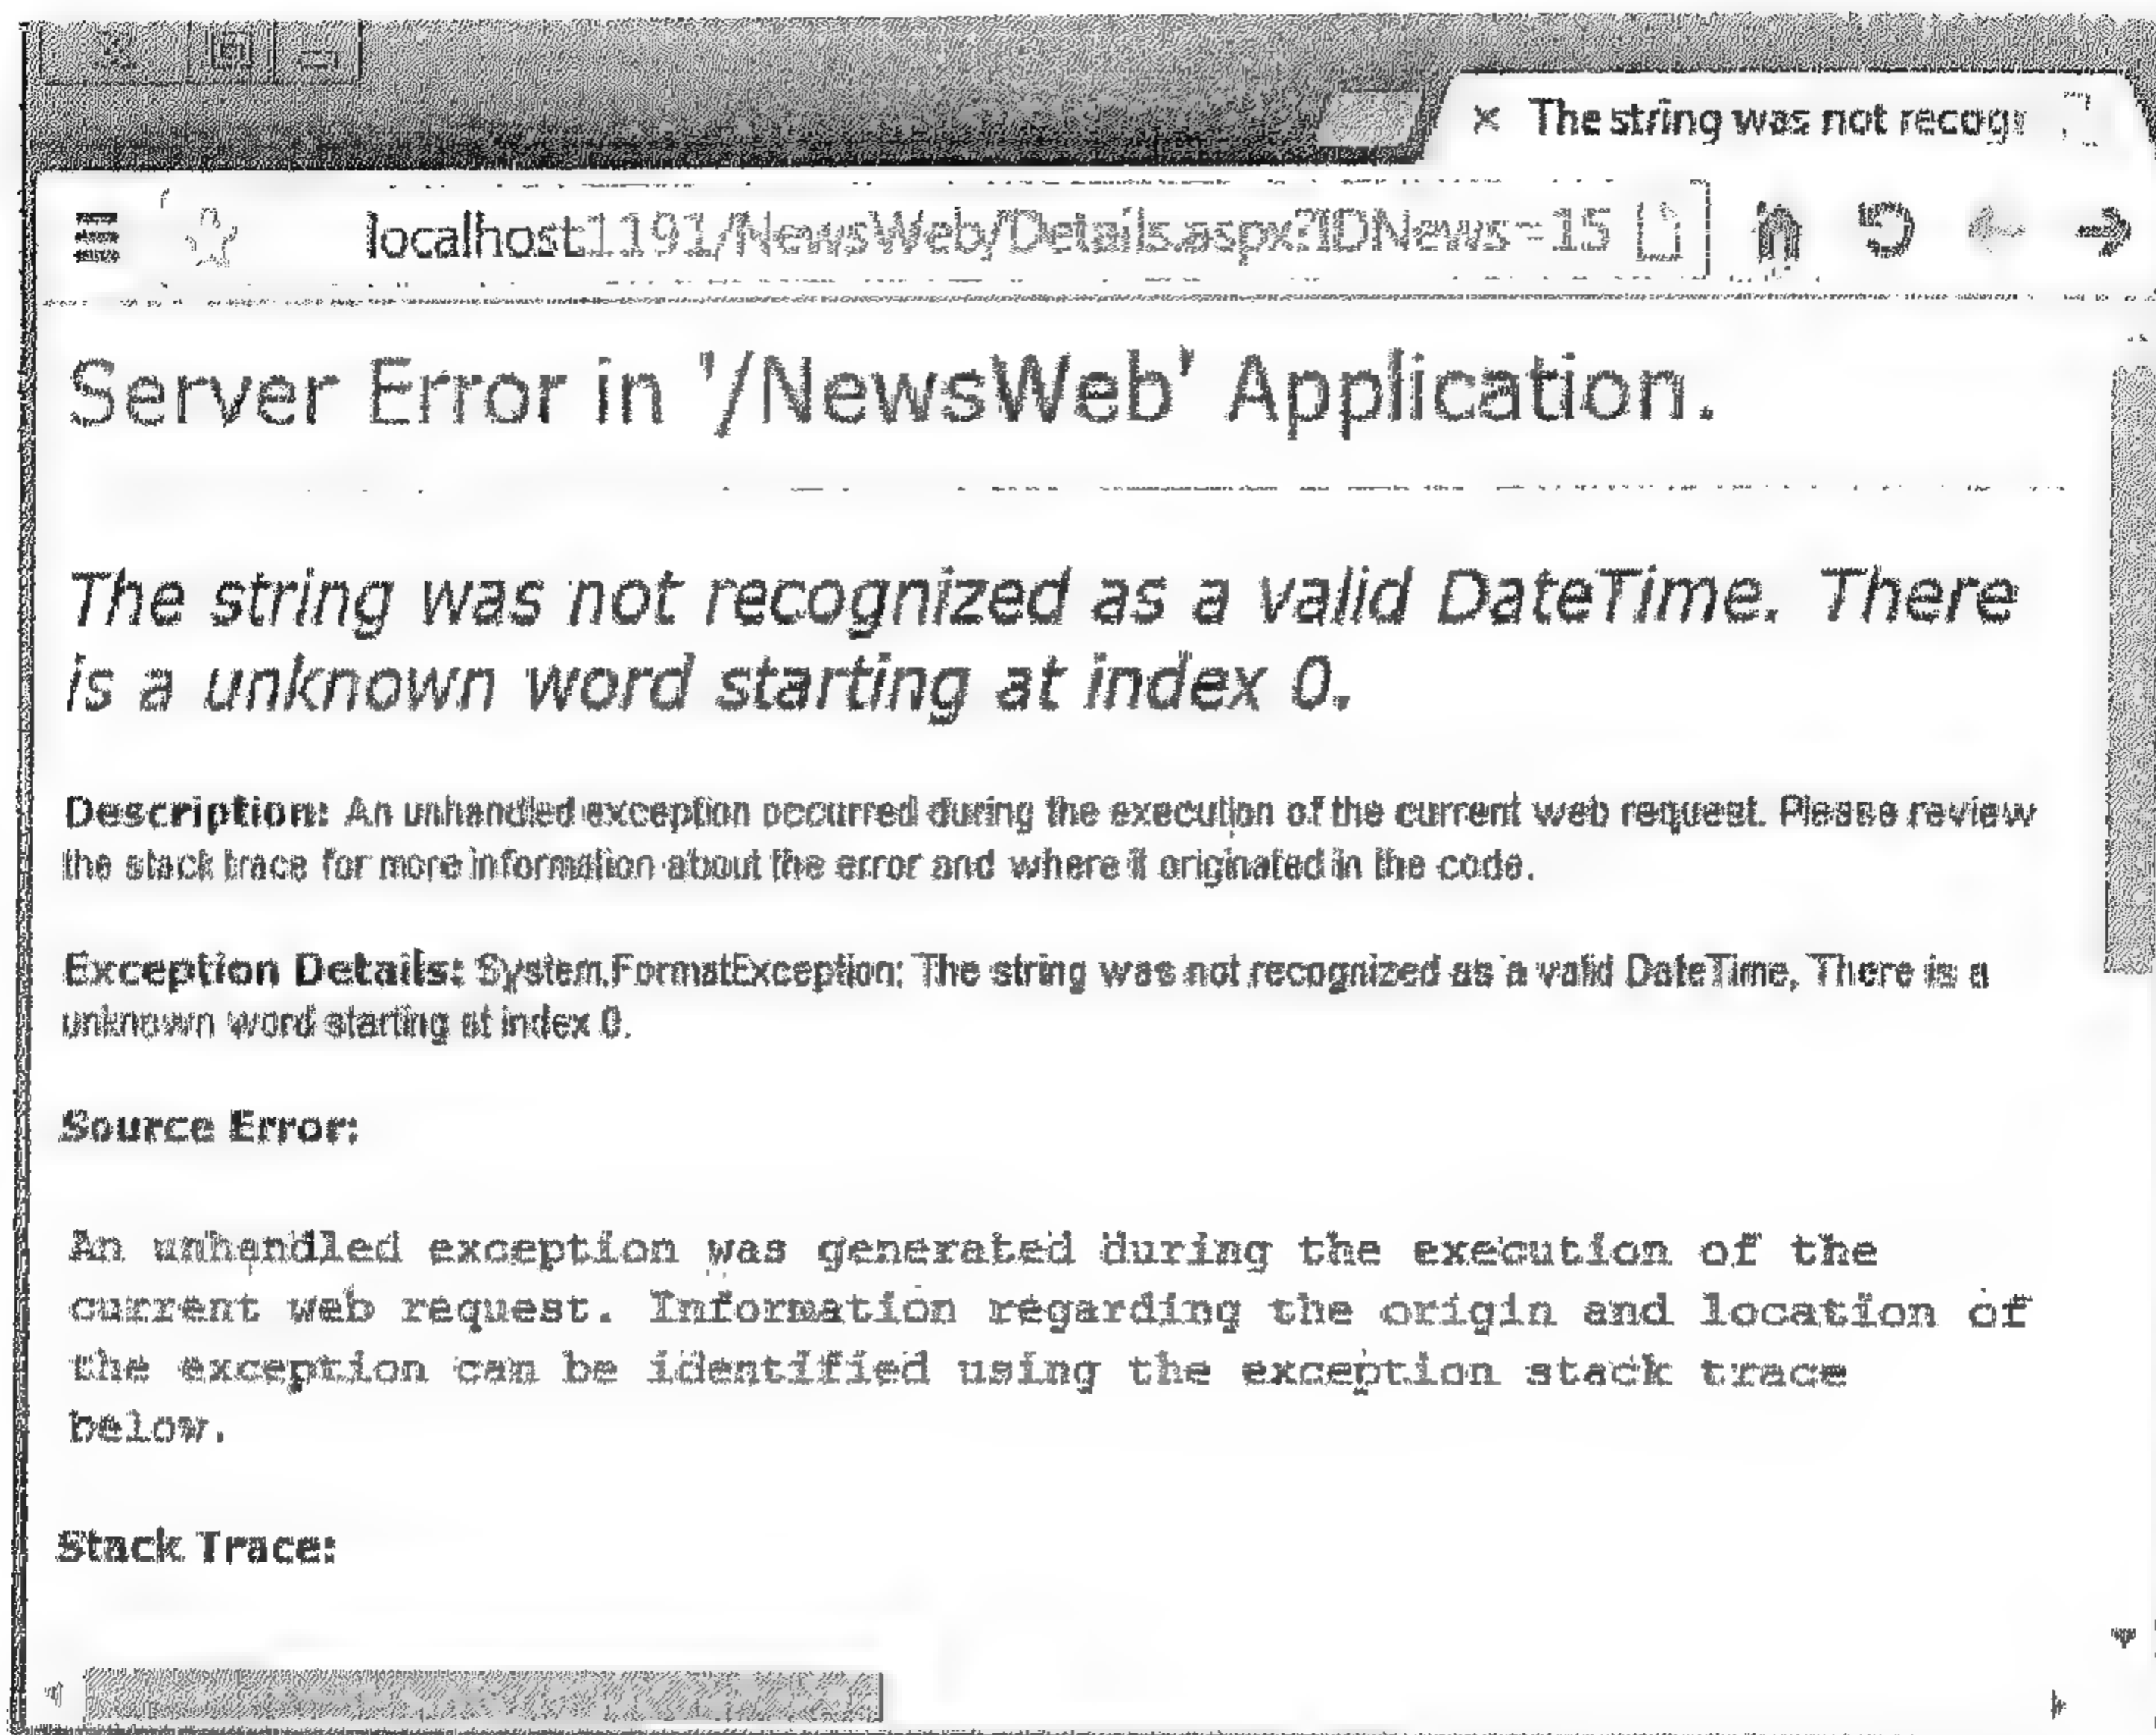 The string was not recogr
localhost:1191/NewsWeb/Details.aspx?IDNews=15
Server Error in '/NewsWeb' Application.
The string was not recognized as a valid DateTime. There
is a unknown word starting at index 0.
Description: An unhandled exception occurred during the execution of the current web request. Please review
the stack trace for more information about the error and where it originated in the code.
Exception Details: System.FormatException: The string was not recognized as a valid DateTime. There is a
unknown word starting at index 0.
Source Error:
An unhandled exception was generated during the execution of the
current web request. Information regarding the origin and location of
the exception can be identified using the exception stack trace
below.
Stack Trace: